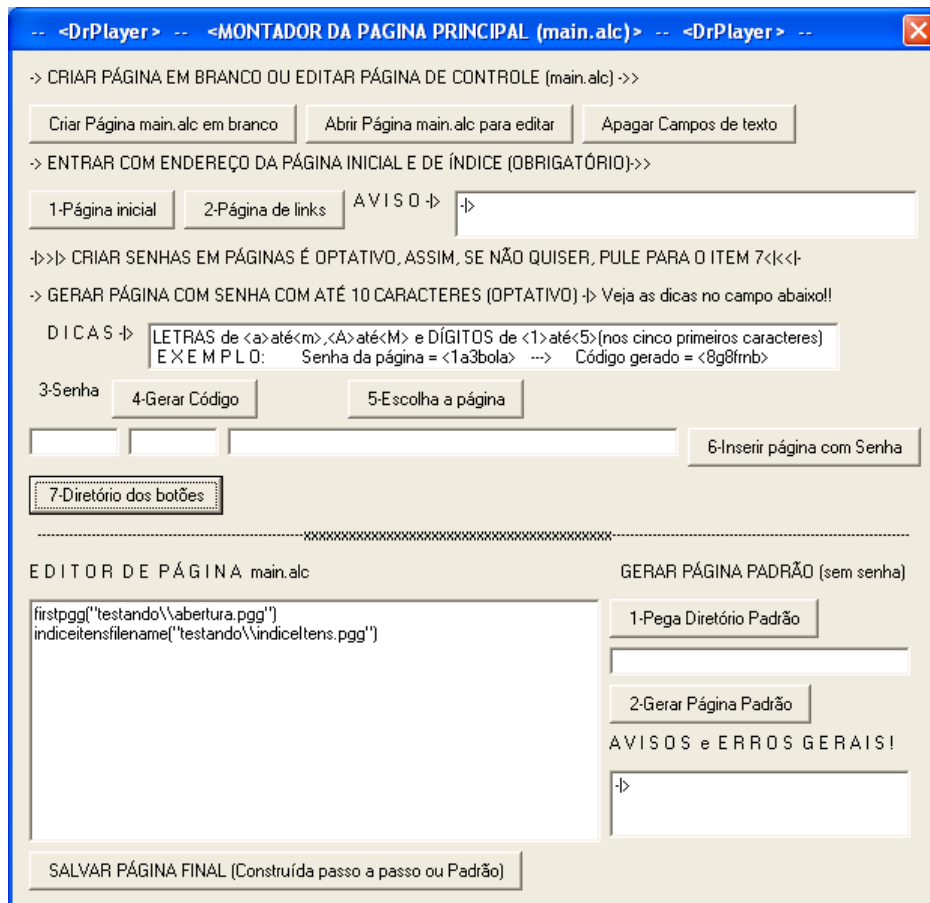 -- <DrPlayer> -- <MONTADOR DA PAGINA PRINCIPAL (main.alc)> -- <DrPlayer> --
-> CRIAR PÁGINA EM BRANCO OU EDITAR PÁGINA DE CONTROLE (main.alc) ->>
Criar Página main.alc em branco Abrir Página main.alc para editar Apagar Campos de texto
-> ENTRAR COM ENDEREÇO DA PÁGINA INICIAL E DE ÍNDICE (OBRIGATÓRIO)->>
1-Página inicial 2-Página de links A V I S O -|> -|>
-|>>|> CRIAR SENHAS EM PÁGINAS É OPTATIVO, ASSIM, SE NÃO QUISER, PULE PARA O ITEM 7<|<<|-
-> GERAR PÁGINA COM SENHA COM ATÉ 10 CARACTERES (OPTATIVO) -|> Veja as dicas no campo abaixo!!
D I C A S -|> LETRAS de <a>até<m>,<A>até<M> e DÍGITOS de <1>até<5>(nos cinco primeiros caracteres)
E X E M P L O: Senha da página = <1a3bola> ---> Código gerado = <8g8frnb>
3-Senha 4-Gerar Código 5-Escolha a página
6-Inserir página com Senha
7-Diretório dos botões
--------------------------------------------------------xxxxxxxxxxxxxxxxxxxxxxxxxxxxxxxxxxxxxxxxx--------------------------------------------------------
E D I T O R D E P Á G I N A main.alc GERAR PÁGINA PADRÃO (sem senha)
firstpgg("testando\\abertura.pgg")
indiceitensfilename("testando\\indiceItens.pgg")
1-Pega Diretório Padrão
2-Gerar Página Padrão
A V I S O S e E R R O S G E R A I S !
-|>
SALVAR PÁGINA FINAL (Construída passo a passo ou Padrão)